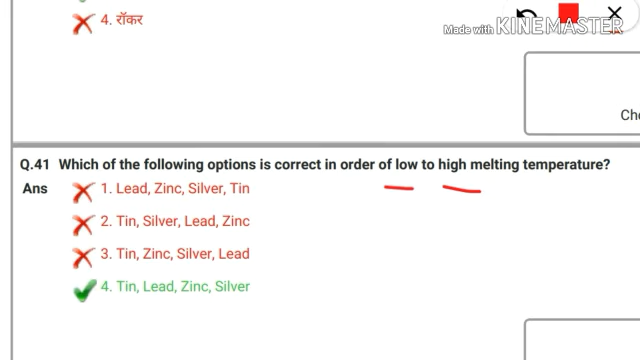 4. रॉकर
Made with KINEMASTER
Q.41 Which of the following options is correct in order of low to high melting temperature?
Ans 1. Lead, Zinc, Silver, Tin
2. Tin, Silver, Lead, Zinc
3. Tin, Zinc, Silver, Lead
4. Tin, Lead, Zinc, Silver